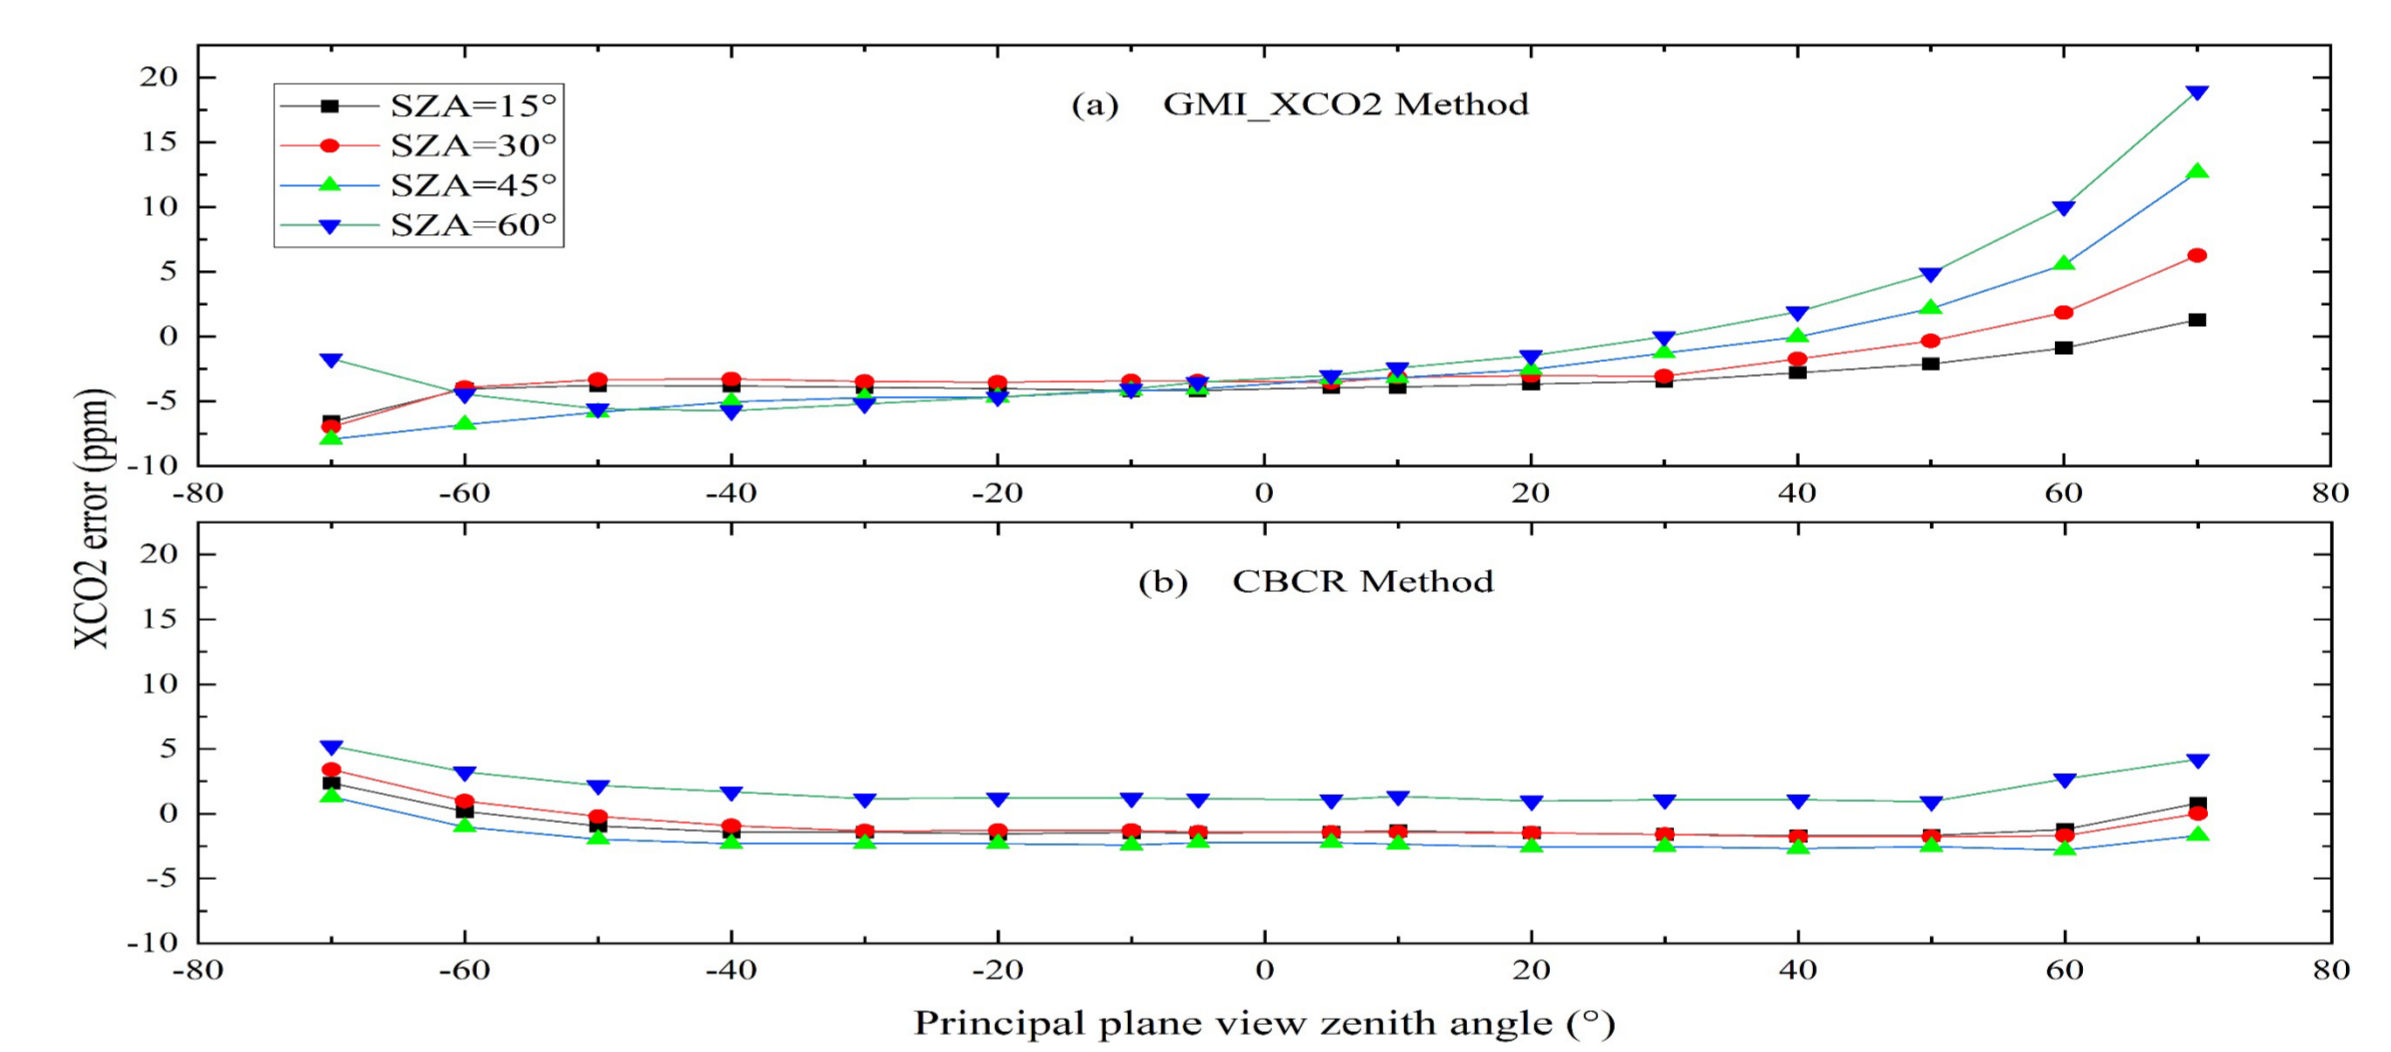 (a) GMI_XCO2 Method
SZA=15°
SZA=30°
SZA=45°
SZA=60°
20
15
10
5
0
-5
-10
-80 -60 -40 -20 0 20 40 60 80
XCO2 error (ppm)
(b) CBCR Method
20
15
10
5
0
-5
-10
-80 -60 -40 -20 0 20 40 60 80
Principal plane view zenith angle (°)